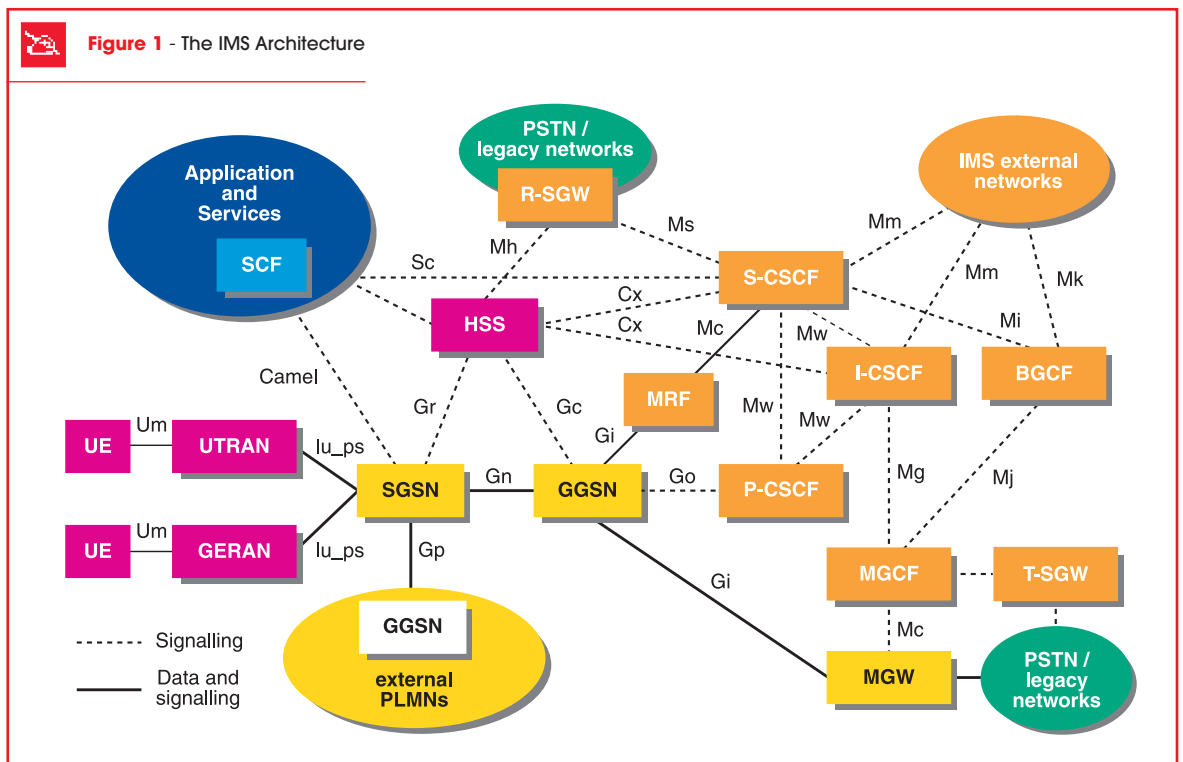 Figure 1 - The IMS Architecture
PSTN /
legacy networks
R-SGW
IMS external
networks
Application
and
Services
SCF
Mh
Ms
Mm
Mm
Mk
Sc
S-CSCF
Cx
Cx
HSS
Mc
Mw
Mi
Camel
Gr
Gc
MRF
I-CSCF
BGCF
Mw
Mw
Gi
UE
Um
UTRAN
Iu_ps
SGSN
Gn
GGSN
Go
P-CSCF
Mg
Mj
UE
Um
GERAN
Iu_ps
Gp
Gi
MGCF
T-SGW
GGSN
external
PLMNs
Mc
MGW
PSTN /
legacy
networks
Signalling
Data and
signalling